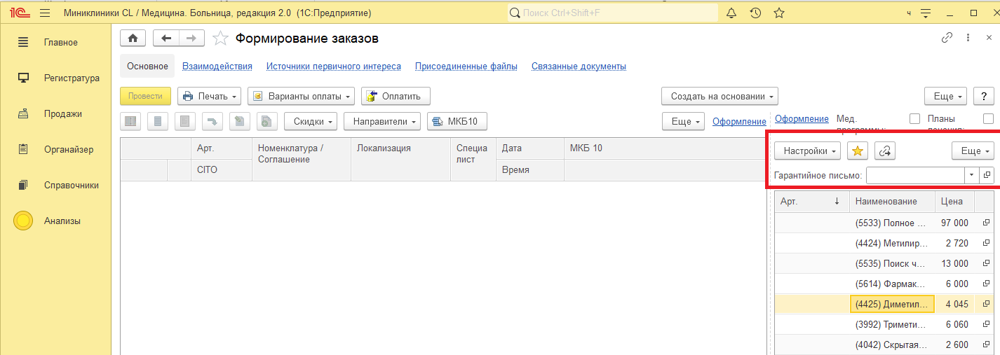 Миниклиники CL / Медицина. Больница, редакция 2.0 (1С:Предприятие) Поиск Ctrl+Shift+F ч
Главное
Регистратура
Продажи
Органайзер
Справочники
Анализы
Формирование заказов
Основное Взаимодействия Источники первичного интереса Присоединенные файлы Связанные документы
Провести Печать Варианты оплаты Оплатить Создать на основании Еще ?
Скидки Направители МКБ10 Еще Оформление
Арт. Номенклатура / Соглашение Локализация Специа лист Дата МКБ 10
CITO Время
Оформление Мед. программы: Планы лечения:
Настройки Еще
Гарантийное письмо:
Арт. ↓ Наименование Цена
(5533) Полное ... 97 000
(4424) Метилир... 2 720
(5535) Поиск ч... 13 000
(5614) Фармак... 6 000
(4425) Диметил... 4 045
(3992) Тримети... 6 060
(4042) Скрытая... 2 600